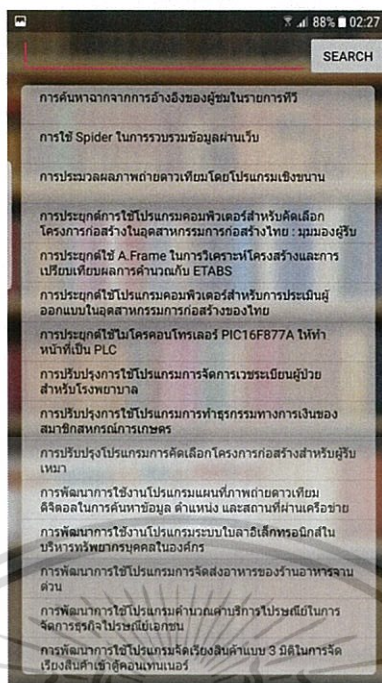 88% 02:27
SEARCH
การค้นหาฉากจากการอ้างอิงของผู้ชมในรายการทีวี
การใช้ Spider ในการรวบรวมข้อมูลผ่านเว็บ
การประมวลผลภาพถ่ายดาวเทียมโดยโปรแกรมเชิงขนาน
การประยุกต์การใช้โปรแกรมคอมพิวเตอร์สำหรับคัดเลือก
โครงการก่อสร้างในอุตสาหกรรมการก่อสร้างไทย : มุมมองผู้รับ
การประยุกต์ใช้ A.Frame ในการวิเคราะห์โครงสร้างและการ
เปรียบเทียบผลการคำนวณกับ ETABS
การประยุกต์ใช้โปรแกรมคอมพิวเตอร์สำหรับการประเมินผู้
ออกแบบในอุตสาหกรรมการก่อสร้างของไทย
การประยุกต์ใช้ไมโครคอนโทรเลอร์ PIC16F877A ให้ทำ
หน้าที่เป็น PLC
การปรับปรุงการใช้โปรแกรมการจัดการเวชระเบียนผู้ป่วย
สำหรับโรงพยาบาล
การปรับปรุงการใช้โปรแกรมการทำธุรกรรมทางการเงินของ
สมาชิกสหกรณ์การเกษตร
การปรับปรุงโปรแกรมการคัดเลือกโครงการก่อสร้างสำหรับผู้รับ
เหมา
การพัฒนาการใช้งานโปรแกรมแผนที่ภาพถ่ายดาวเทียม
ดิจิตอลในการค้นหาข้อมูล ตำแหน่ง และสถานที่ผ่านเครือข่าย
การพัฒนาการใช้งานโปรแกรมระบบใบลาอิเล็กทรอนิกส์ใน
บริหารทรัพยากรบุคคลในองค์กร
การพัฒนาการใช้โปรแกรมการจัดส่งอาหารของร้านอาหารจาน
ด่วน
การพัฒนาการใช้โปรแกรมคำนวณค่าบริการไปรษณีย์ในการ
จัดการธุรกิจไปรษณีย์เอกชน
การพัฒนาการใช้โปรแกรมจัดเรียงสินค้าแบบ 3 มิติในการจัด
เรียงสินค้าเข้าตู้คอนเทนเนอร์